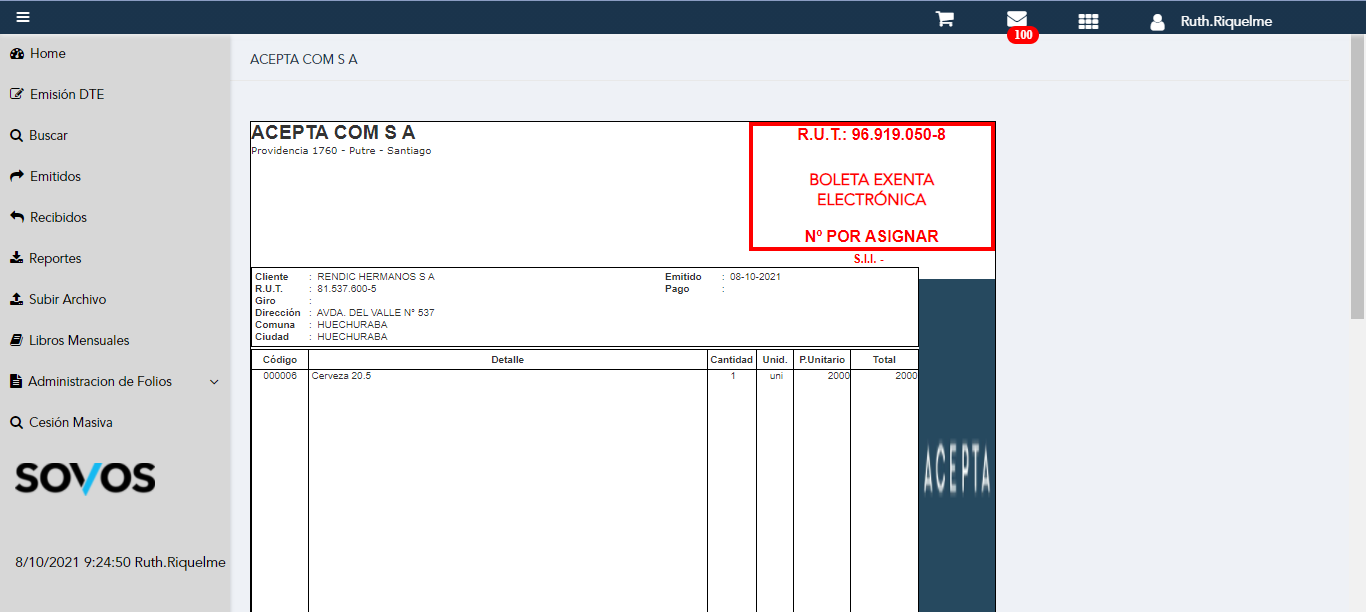 Ruth.Riquelme
100
Home
Emisión DTE
Buscar
Emitidos
Recibidos
Reportes
Subir Archivo
Libros Mensuales
Administracion de Folios
Cesión Masiva
SOVOS
8/10/2021 9:24:50 Ruth.Riquelme
ACEPTA COM S A
ACEPTA COM S A
Providencia 1760 - Putre - Santiago
R.U.T.: 96.919.050-8
BOLETA EXENTA
ELECTRÓNICA
Nº POR ASIGNAR
S.I.I. -
Cliente : RENDIC HERMANOS S A Emitido : 08-10-2021
R.U.T. : 81.537.600-5 Pago :
Giro :
Dirección : AVDA. DEL VALLE N° 537
Comuna : HUECHURABA
Ciudad : HUECHURABA
Código Detalle Cantidad Unid. P.Unitario Total
000006 Cerveza 20.5 1 uni 2000 2000
ACEPTA